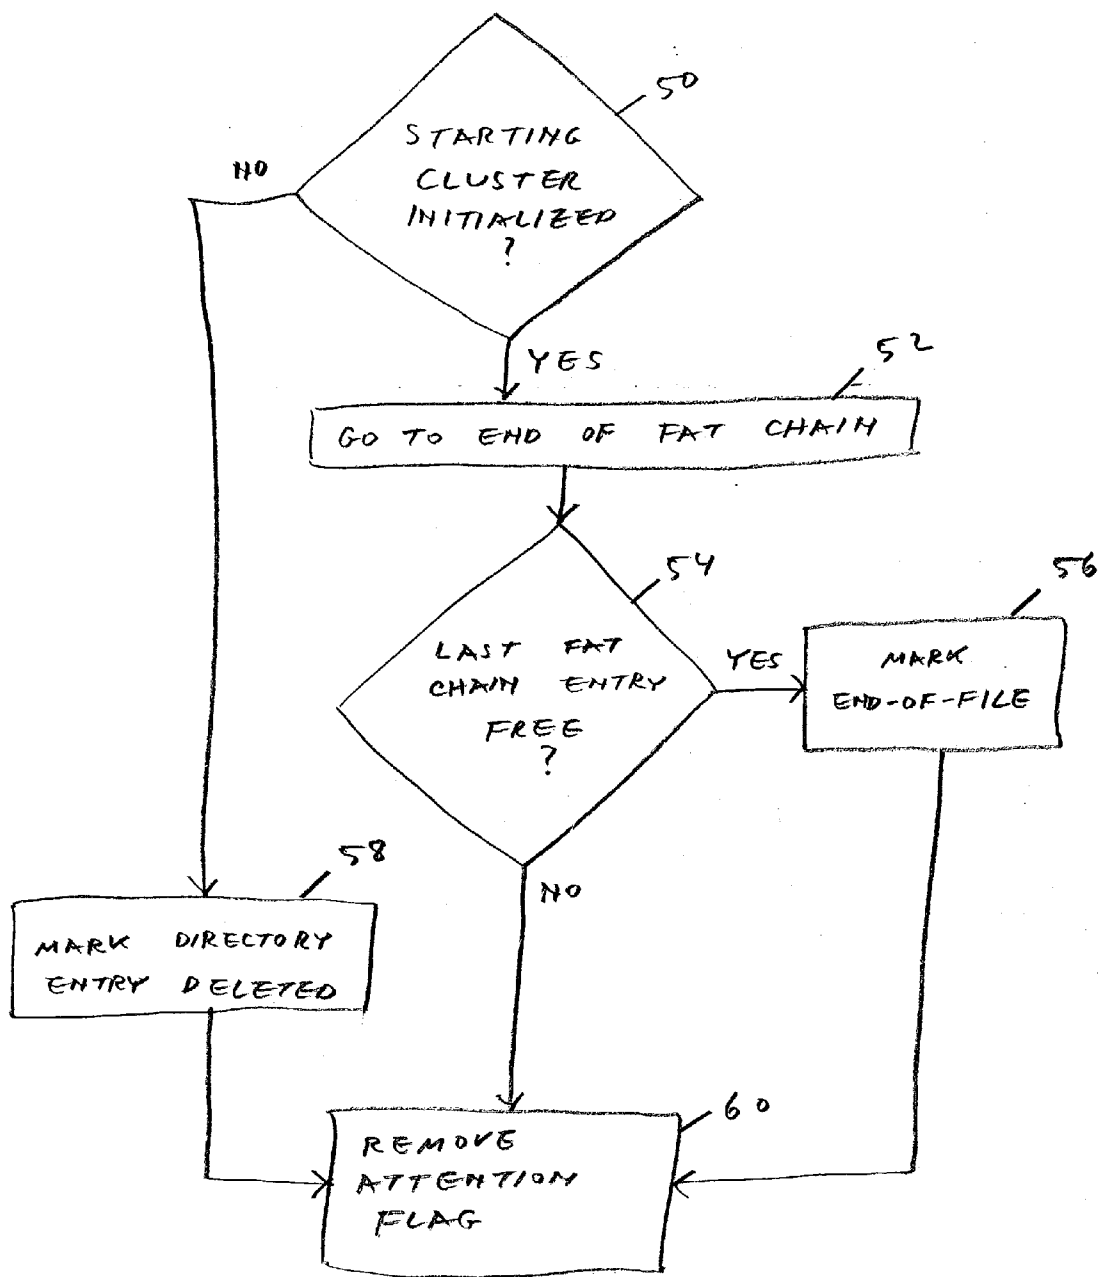 50
STARTING
CLUSTER
INITIALIZED
?
NO
YES
52
GO TO END OF FAT CHAIN
54
LAST FAT
CHAIN ENTRY
FREE
?
YES
56
MARK
END-OF-FILE
NO
58
MARK DIRECTORY
ENTRY DELETED
60
REMOVE
ATTENTION
FLAG